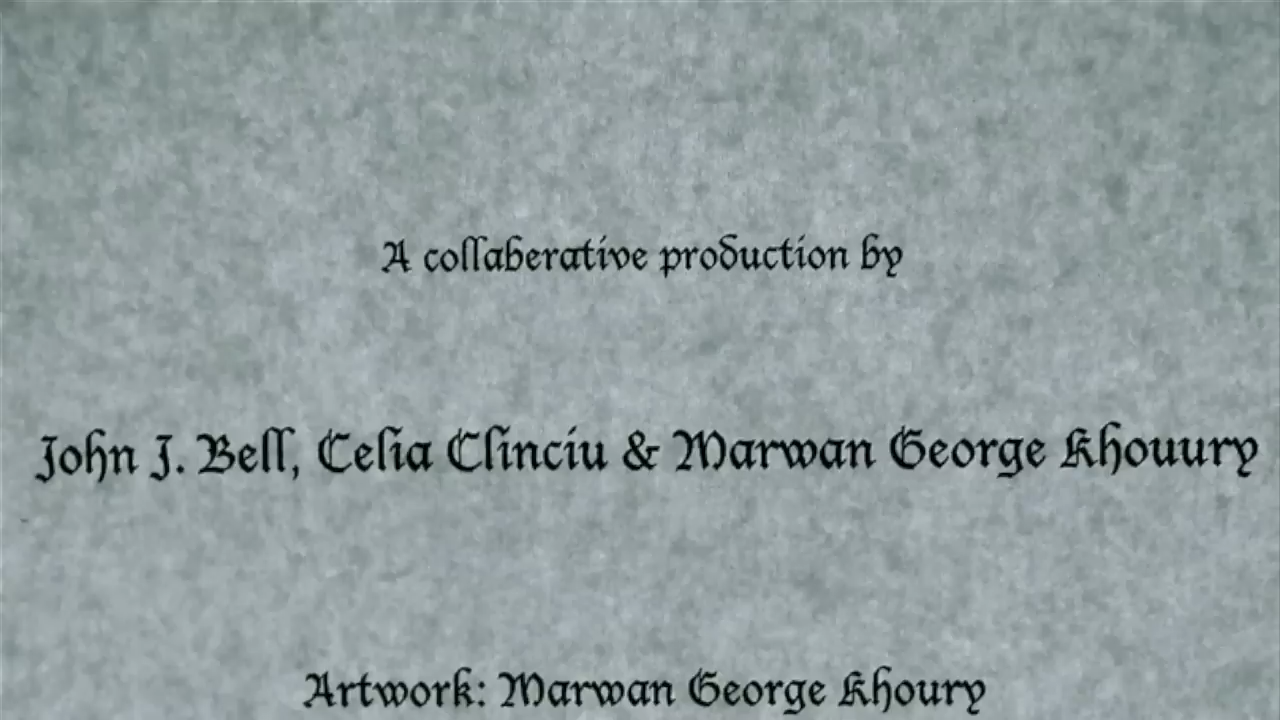 A collaberative production by
John J. Bell, Celia Clinciu & Marwan George Khouury
Artwork: Marwan George Khoury